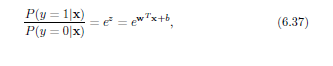 P(y = 1|x) / P(y = 0|x) = e^z = e^{w^T x+b}, (6.37)